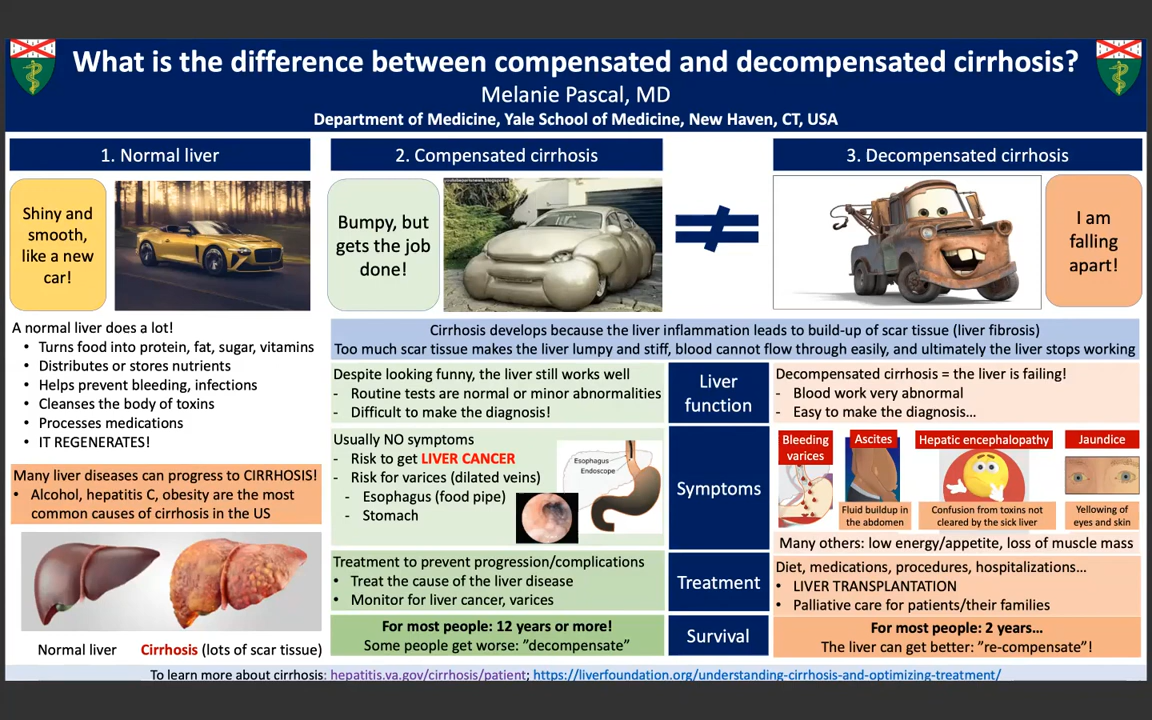 What is the difference between compensated and decompensated cirrhosis?
Melanie Pascal, MD
Department of Medicine, Yale School of Medicine, New Haven, CT, USA
1. Normal liver
Shiny and
smooth,
like a new
car!
A normal liver does a lot!
• Turns food into protein, fat, sugar, vitamins
• Distributes or stores nutrients
• Helps prevent bleeding, infections
• Cleanses the body of toxins
• Processes medications
• IT REGENERATES!
Many liver diseases can progress to CIRRHOSIS!
• Alcohol, hepatitis C, obesity are the most
common causes of cirrhosis in the US
Normal liver
Cirrhosis (lots of scar tissue)
2. Compensated cirrhosis
Bumpy, but
gets the job
done!
≠
3. Decompensated cirrhosis
I am
falling
apart!
Cirrhosis develops because the liver inflammation leads to build-up of scar tissue (liver fibrosis)
Too much scar tissue makes the liver lumpy and stiff, blood cannot flow through easily, and ultimately the liver stops working
Despite looking funny, the liver still works well
- Routine tests are normal or minor abnormalities
- Difficult to make the diagnosis!
Liver
function
Decompensated cirrhosis = the liver is failing!
- Blood work very abnormal
- Easy to make the diagnosis…
Usually NO symptoms
- Risk to get LIVER CANCER
- Risk for varices (dilated veins)
- Esophagus (food pipe)
- Stomach
Esophagus
Endoscope
Symptoms
Bleeding
varices
Ascites
Fluid buildup in
the abdomen
Hepatic encephalopathy
Confusion from toxins not
cleared by the sick liver
Jaundice
Yellowing of
eyes and skin
Many others: low energy/appetite, loss of muscle mass
Treatment to prevent progression/complications
• Treat the cause of the liver disease
• Monitor for liver cancer, varices
Treatment
Diet, medications, procedures, hospitalizations…
• LIVER TRANSPLANTATION
• Palliative care for patients/their families
For most people: 12 years or more!
Some people get worse: ”decompensate”
Survival
For most people: 2 years…
The liver can get better: ”re-compensate”!
To learn more about cirrhosis: hepatitis.va.gov/cirrhosis/patient; https://liverfoundation.org/understanding-cirrhosis-and-optimizing-treatment/